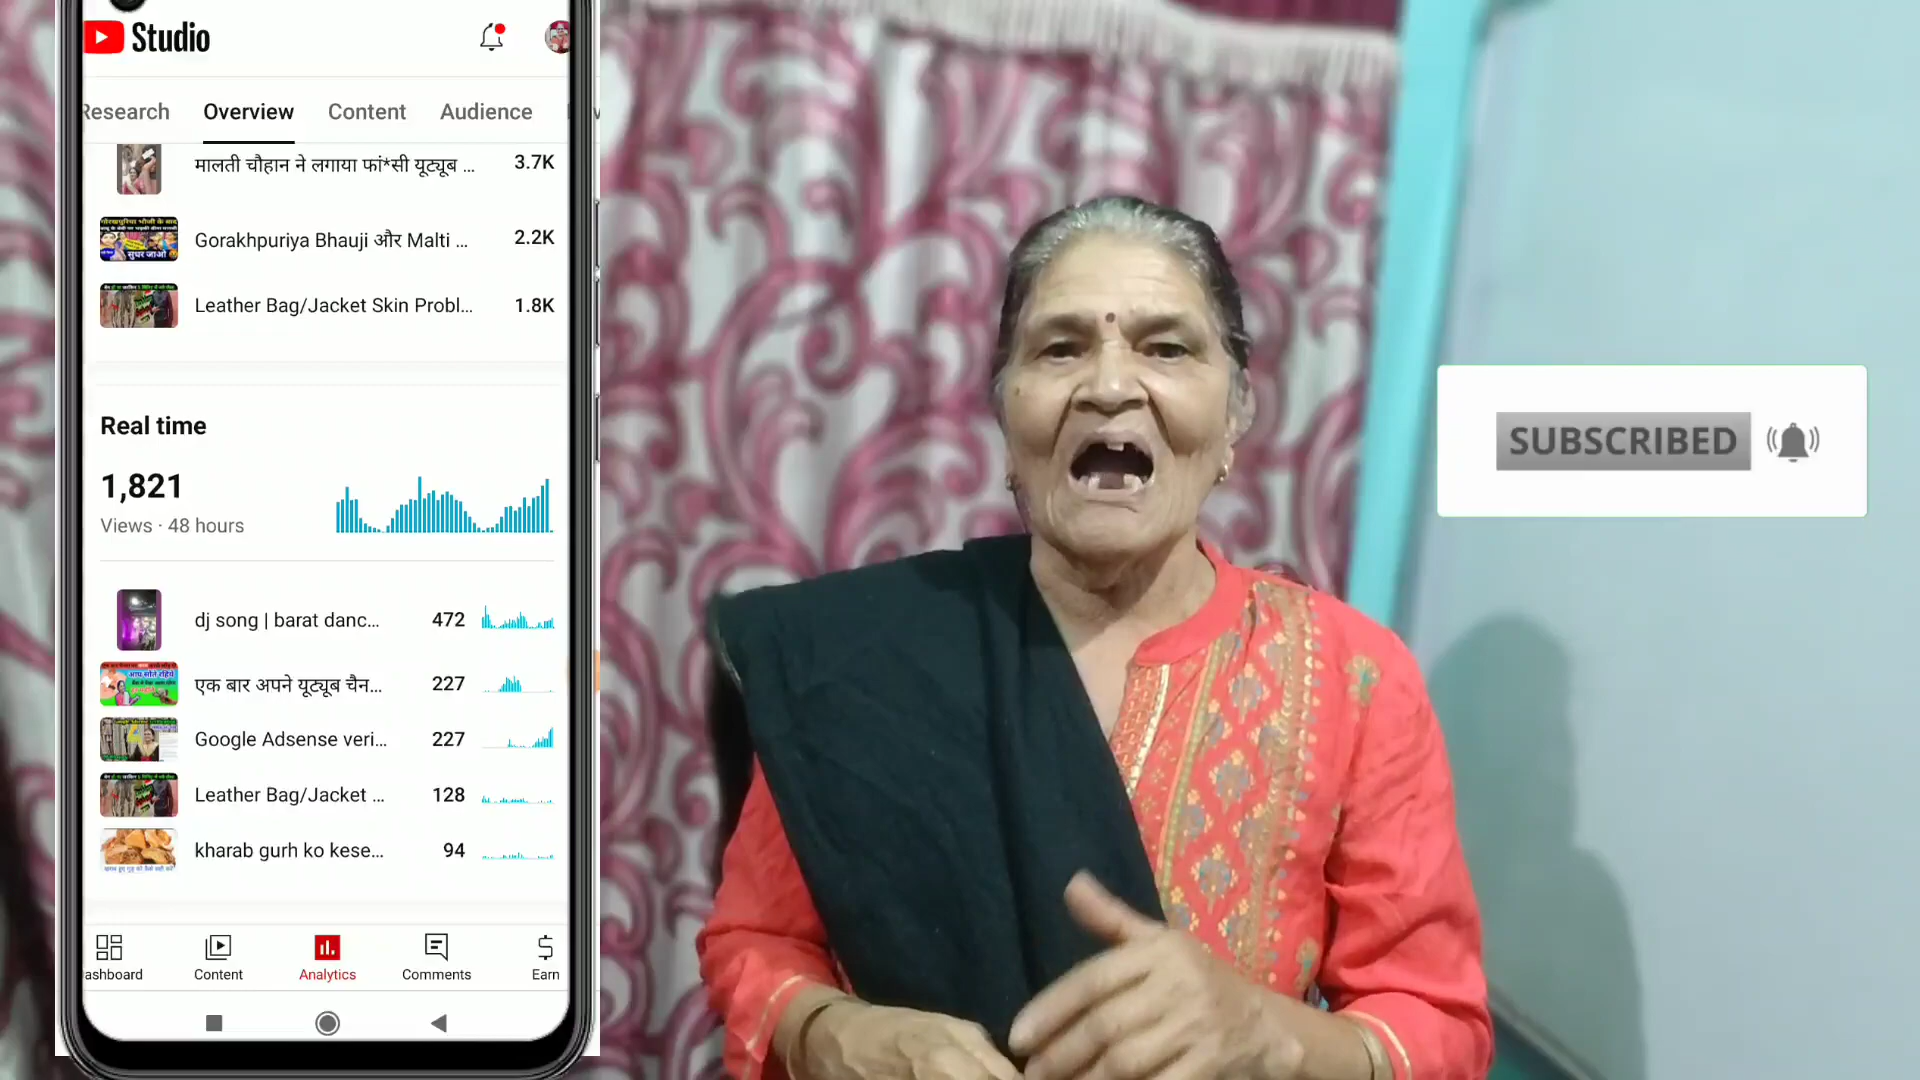 Studio
Research Overview Content Audience
मालती चौहान ने लगाया फां*सी यूट्यूब ... 3.7K
Gorakhpuriya Bhauji और Malti ... 2.2K
सुधर जाओ
Leather Bag/Jacket Skin Probl... 1.8K
Real time
1,821
Views · 48 hours
SUBSCRIBED
dj song | barat danc... 472
एक बार अपने यूट्यूब चैन... 227
Google Adsense veri... 227
Leather Bag/Jacket ... 128
kharab gurh ko kese... 94
ashboard Content Analytics Comments Earn